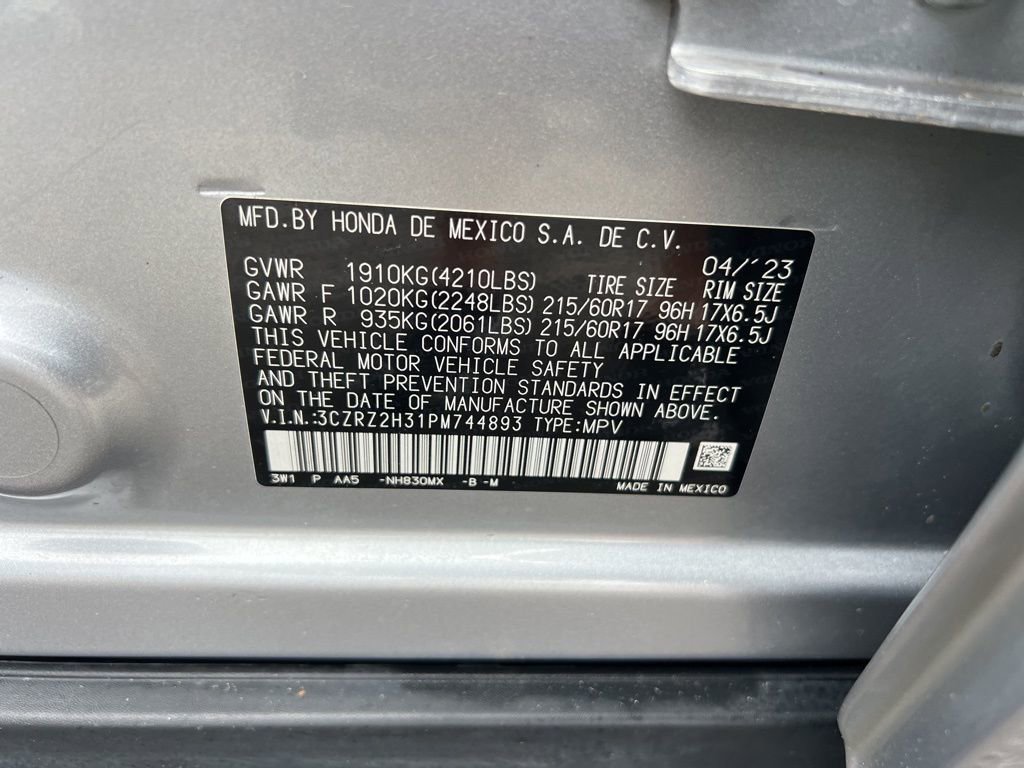 MFD.BY HONDA DE MEXICO S.A. DE C.V.
04/'23
GVWR 1910KG(4210LBS) TIRE SIZE RIM SIZE
GAWR F 1020KG(2248LBS) 215/60R17 96H 17X6.5J
GAWR R 935KG(2061LBS) 215/60R17 96H 17X6.5J
THIS VEHICLE CONFORMS TO ALL APPLICABLE
FEDERAL MOTOR VEHICLE SAFETY
AND THEFT PREVENTION STANDARDS IN EFFECT
ON THE DATE OF MANUFACTURE SHOWN ABOVE.
V.I.N.:3CZRZ2H31PM744893 TYPE:MPV
3W1 P AA5 -NH830MX -B -M MADE IN MEXICO